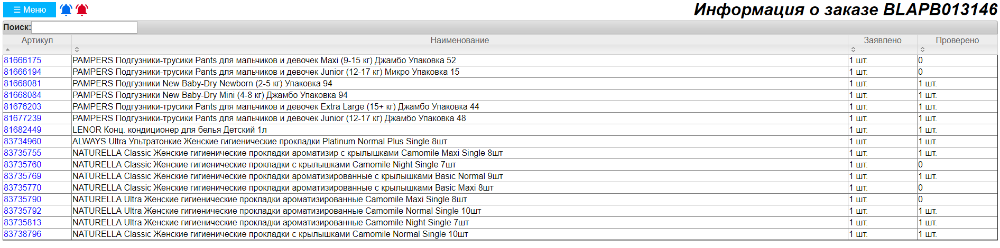 ☰ Меню
Информация о заказе BLAPB013146
Поиск:
Артикул Наименование Заявлено Проверено
81666175 PAMPERS Подгузники-трусики Pants для мальчиков и девочек Maxi (9-15 кг) Джамбо Упаковка 52 1 шт. 0
81666194 PAMPERS Подгузники-трусики Pants для мальчиков и девочек Junior (12-17 кг) Микро Упаковка 15 1 шт. 0
81668081 PAMPERS Подгузники New Baby-Dry Newborn (2-5 кг) Упаковка 94 1 шт. 1 шт.
81668084 PAMPERS Подгузники New Baby-Dry Mini (4-8 кг) Джамбо Упаковка 94 1 шт. 1 шт.
81676203 PAMPERS Подгузники-трусики Pants для мальчиков и девочек Extra Large (15+ кг) Джамбо Упаковка 44 1 шт. 1 шт.
81677239 PAMPERS Подгузники-трусики Pants для мальчиков и девочек Junior (12-17 кг) Джамбо Упаковка 48 1 шт. 1 шт.
81682449 LENOR Конц. кондиционер для белья Детский 1л 1 шт. 1 шт.
83734960 ALWAYS Ultra Ультратонкие Женские гигиенические прокладки Platinum Normal Plus Single 8шт 1 шт. 1 шт.
83735755 NATURELLA Classic Женские гигиенические прокладки ароматизир с крылышками Camomile Maxi Single 8шт 1 шт. 1 шт.
83735760 NATURELLA Classic Женские гигиенические прокладки с крылышками Camomile Night Single 7шт 1 шт. 0
83735769 NATURELLA Classic Женские гигиенические прокладки ароматизированные с крылышками Basic Normal 9шт 1 шт. 1 шт.
83735770 NATURELLA Classic Женские гигиенические прокладки ароматизированные с крылышками Basic Maxi 8шт 1 шт. 0
83735790 NATURELLA Ultra Женские гигиенические прокладки ароматизированные Camomile Maxi Single 8шт 1 шт. 0
83735792 NATURELLA Ultra Женские гигиенические прокладки ароматизированные Camomile Normal Single 10шт 1 шт. 1 шт.
83735813 NATURELLA Ultra Женские гигиенические прокладки ароматизированные Camomile Night Single 7шт 1 шт. 1 шт.
83738796 NATURELLA Classic Женские гигиенические прокладки с крылышками Camomile Normal Single 10шт 1 шт. 1 шт.